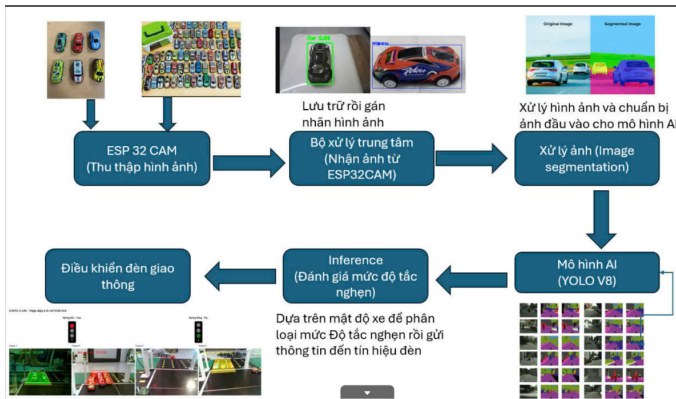 Original Image
Segmented Image
Lưu trữ rồi gán
nhãn hình ảnh
Xử lý hình ảnh và chuẩn bị
ảnh đầu vào cho mô hình AI
ESP 32 CAM
(Thu thập hình ảnh)
Bộ xử lý trung tâm
(Nhận ảnh từ
ESP32CAM)
Xử lý ảnh (Image
segmentation)
Điều khiển đèn giao
thông
Inference
(Đánh giá mức độ tắc
nghẹn)
Mô hình AI
(YOLO V8)
Dựa trên mật độ xe để phân
loại mức Độ tắc nghẹn rồi gửi
thông tin đến tín hiệu đèn